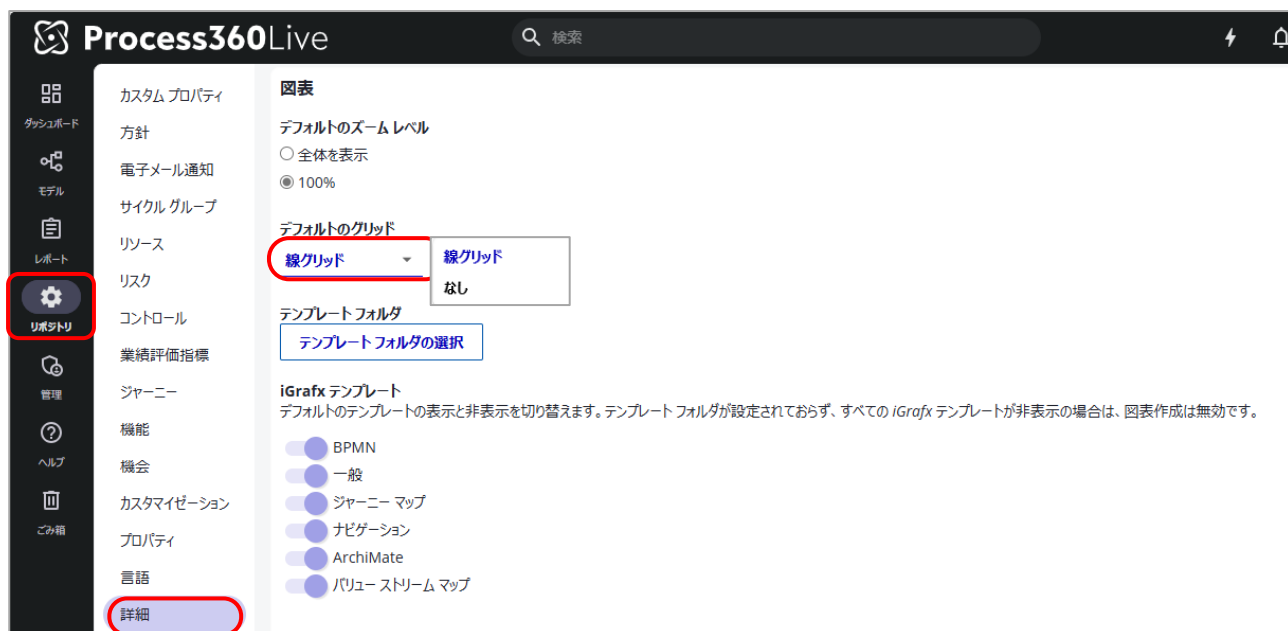 Process360Live
検索
ダッシュボード
モデル
レポート
リポジトリ
管理
ヘルプ
ごみ箱
カスタム プロパティ
方針
電子メール通知
サイクル グループ
リソース
リスク
コントロール
業績評価指標
ジャーニー
機能
機会
カスタマイゼーション
プロパティ
言語
詳細
図表
デフォルトのズーム レベル
全体を表示
100%
デフォルトのグリッド
線グリッド
線グリッド
なし
テンプレート フォルダ
テンプレート フォルダの選択
iGrafx テンプレート
デフォルトのテンプレートの表示と非表示を切り替えます。テンプレート フォルダが設定されておらず、すべての iGrafx テンプレートが非表示の場合は、図表作成は無効です。
BPMN
一般
ジャーニー マップ
ナビゲーション
ArchiMate
バリュー ストリーム マップ